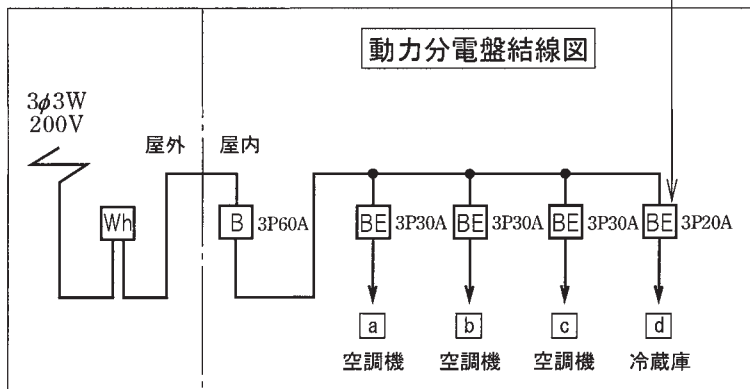 動力分電盤結線図
3φ3W
200V
屋外 屋内
Wh
B 3P60A
BE 3P30A BE 3P30A BE 3P30A BE 3P20A
a b c d
空調機 空調機 空調機 冷蔵庫